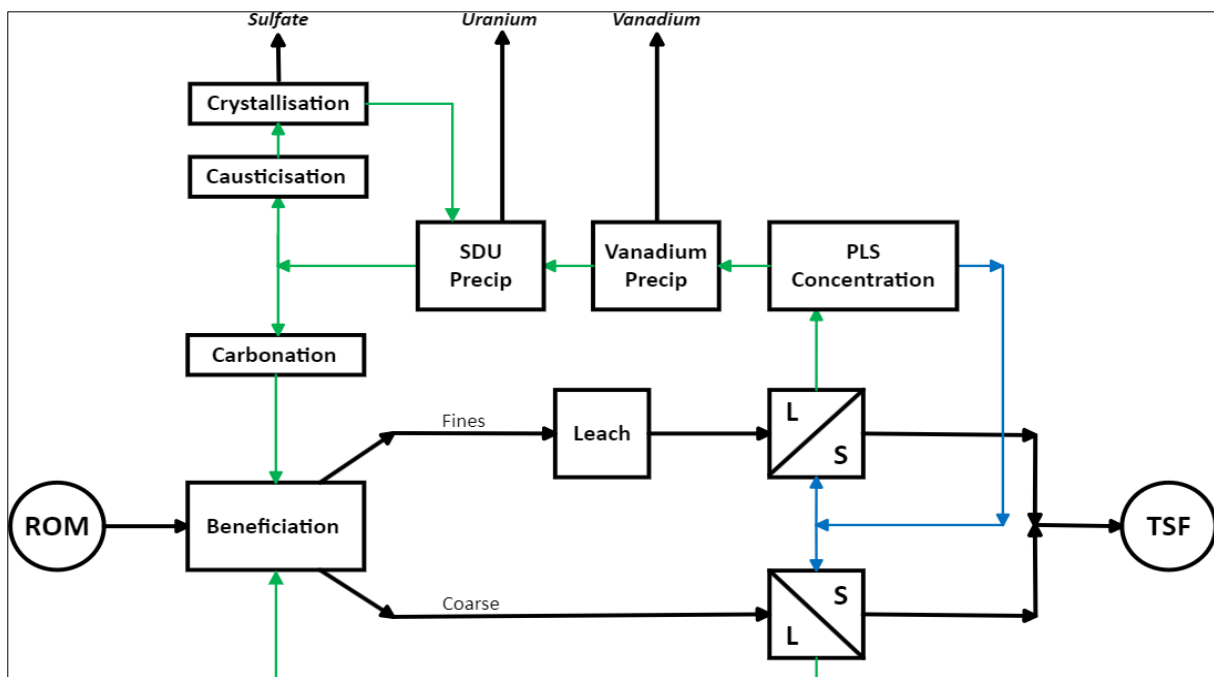 Sulfate
Uranium
Vanadium
Crystallisation
Causticisation
SDU
Precip
Vanadium
Precip
PLS
Concentration
Carbonation
Fines
Leach
L
S
ROM
Beneficiation
TSF
Coarse
S
L